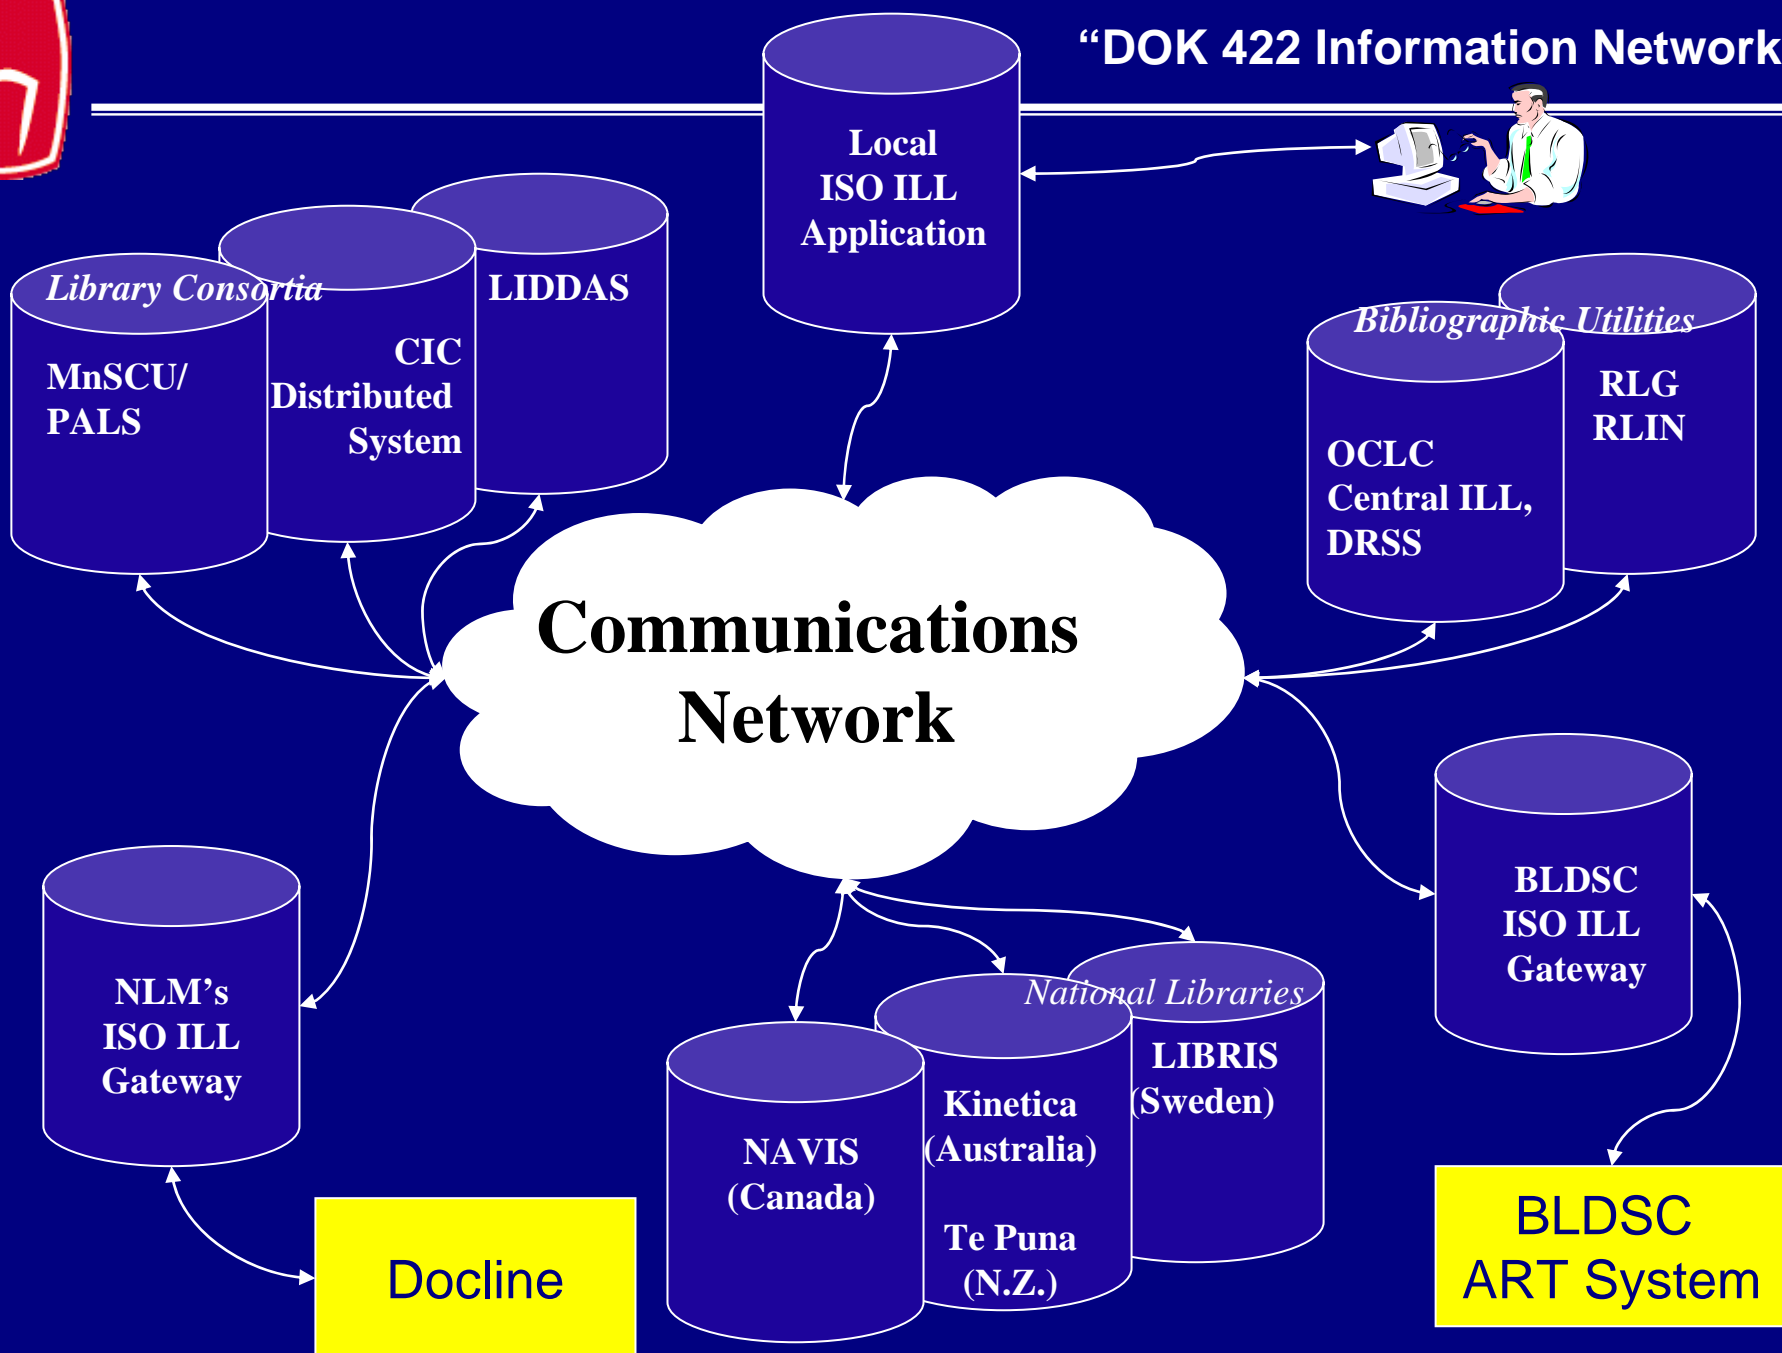 “DOK 422 Information Network
Local
ISO ILL
Application
Library Consortia
MnSCU/
PALS
CIC
Distributed
System
LIDDAS
Bibliographic Utilities
OCLC
Central ILL,
DRSS
RLG
RLIN
Communications
Network
NLM’s
ISO ILL
Gateway
Docline
National Libraries
NAVIS
(Canada)
Kinetica
(Australia)
Te Puna
(N.Z.)
LIBRIS
(Sweden)
BLDSC
ISO ILL
Gateway
BLDSC
ART System